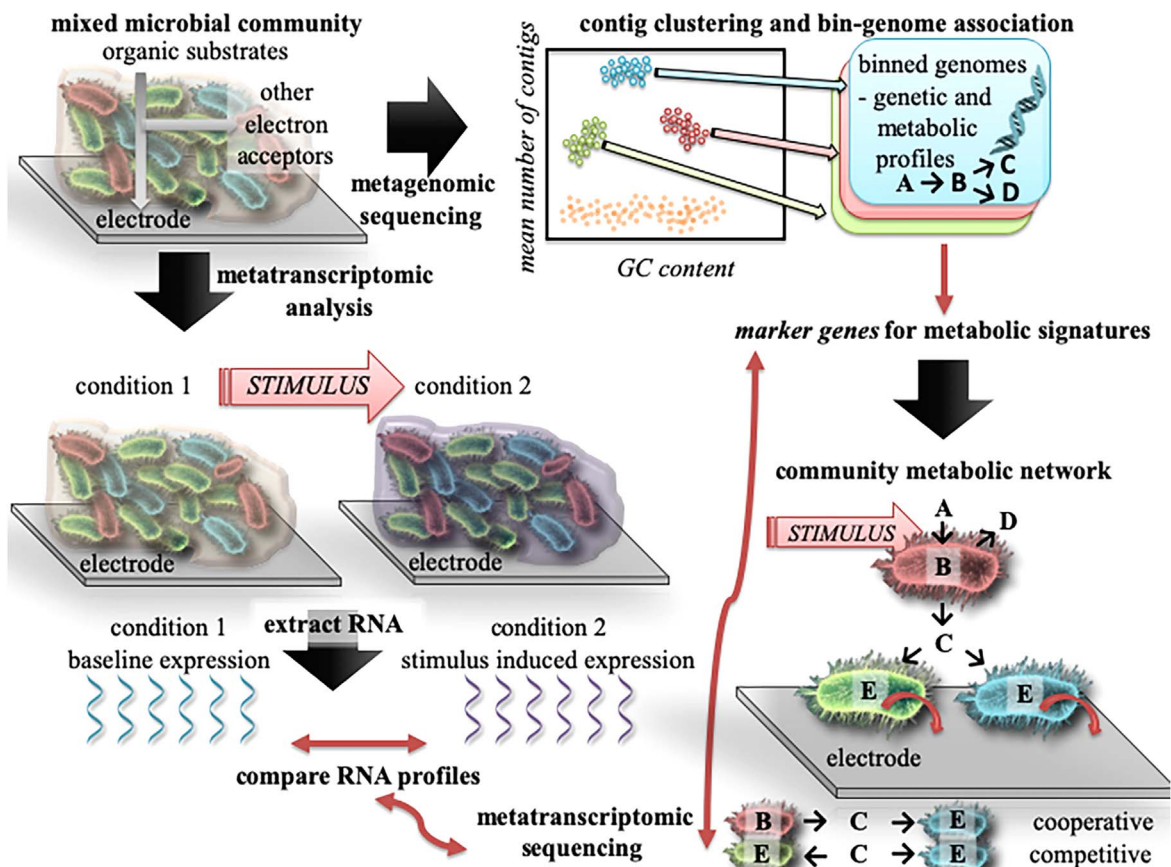 mixed microbial community
organic substrates
other
electron
acceptors
electrode
metagenomic
sequencing
contig clustering and bin-genome association
mean number of contigs
GC content
binned genomes
- genetic and
metabolic
profiles
A → B → C
→ D
metatranscriptomic
analysis
marker genes for metabolic signatures
condition 1
STIMULUS
condition 2
electrode
electrode
extract RNA
condition 1
baseline expression
condition 2
stimulus induced expression
compare RNA profiles
metatranscriptomic
sequencing
community metabolic network
STIMULUS
A
D
B
C
E
E
electrode
B → C → E cooperative
E ← C → E competitive